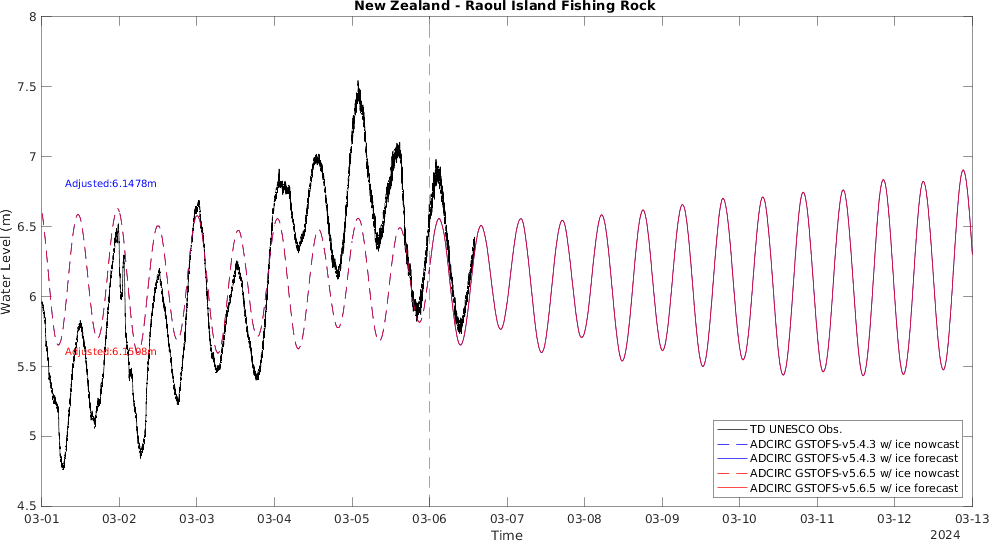 New Zealand - Raoul Island Fishing Rock
8
7.5
7
6.5
6
5.5
5
4.5
Water Level (m)
Adjusted:6.1478m
Adjusted:6.1598m
TD UNESCO Obs.
ADCIRC GSTOFS-v5.4.3 w/ ice nowcast
ADCIRC GSTOFS-v5.4.3 w/ ice forecast
ADCIRC GSTOFS-v5.6.5 w/ ice nowcast
ADCIRC GSTOFS-v5.6.5 w/ ice forecast
03-01 03-02 03-03 03-04 03-05 03-06 03-07 03-08 03-09 03-10 03-11 03-12 03-13
Time
2024